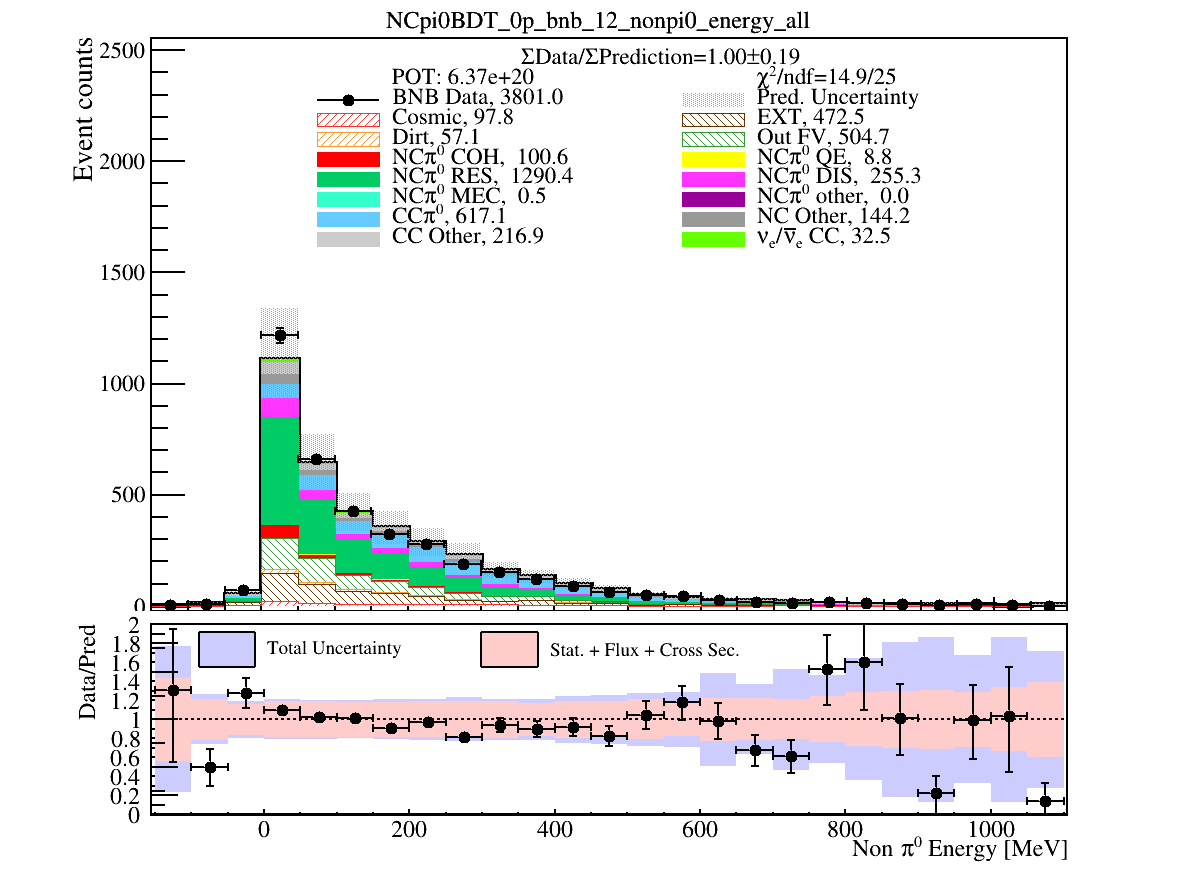 NCpi0BDT_0p_bnb_12_nonpi0_energy_all
ΣData/ΣPrediction=1.00±0.19
POT: 6.37e+20
χ²/ndf=14.9/25
BNB Data, 3801.0
Pred. Uncertainty
Cosmic, 97.8
EXT, 472.5
Dirt, 57.1
Out FV, 504.7
NCπ⁰ COH, 100.6
NCπ⁰ QE, 8.8
NCπ⁰ RES, 1290.4
NCπ⁰ DIS, 255.3
NCπ⁰ MEC, 0.5
NCπ⁰ other, 0.0
CCπ⁰, 617.1
NC Other, 144.2
CC Other, 216.9
νₑ/ν̅ₑ CC, 32.5
Event counts
2500
2000
1500
1000
500
0
Total Uncertainty
Stat. + Flux + Cross Sec.
Data/Pred
2
1.8
1.6
1.4
1.2
1
0.8
0.6
0.4
0.2
0
0 200 400 600 800 1000
Non π⁰ Energy [MeV]